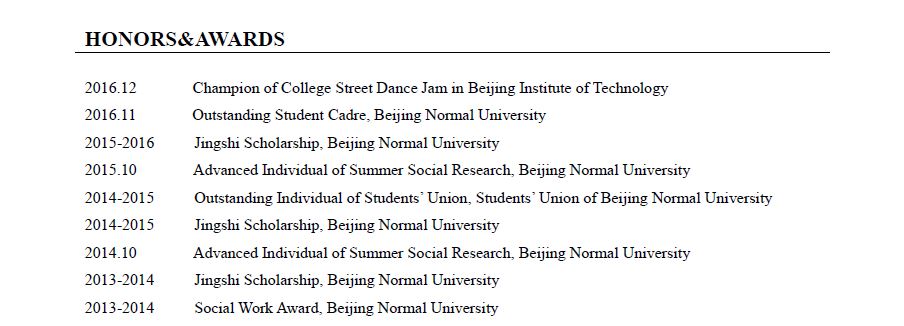 HONORS&AWARDS
2016.12 Champion of College Street Dance Jam in Beijing Institute of Technology
2016.11 Outstanding Student Cadre, Beijing Normal University
2015-2016 Jingshi Scholarship, Beijing Normal University
2015.10 Advanced Individual of Summer Social Research, Beijing Normal University
2014-2015 Outstanding Individual of Students’ Union, Students’ Union of Beijing Normal University
2014-2015 Jingshi Scholarship, Beijing Normal University
2014.10 Advanced Individual of Summer Social Research, Beijing Normal University
2013-2014 Jingshi Scholarship, Beijing Normal University
2013-2014 Social Work Award, Beijing Normal University